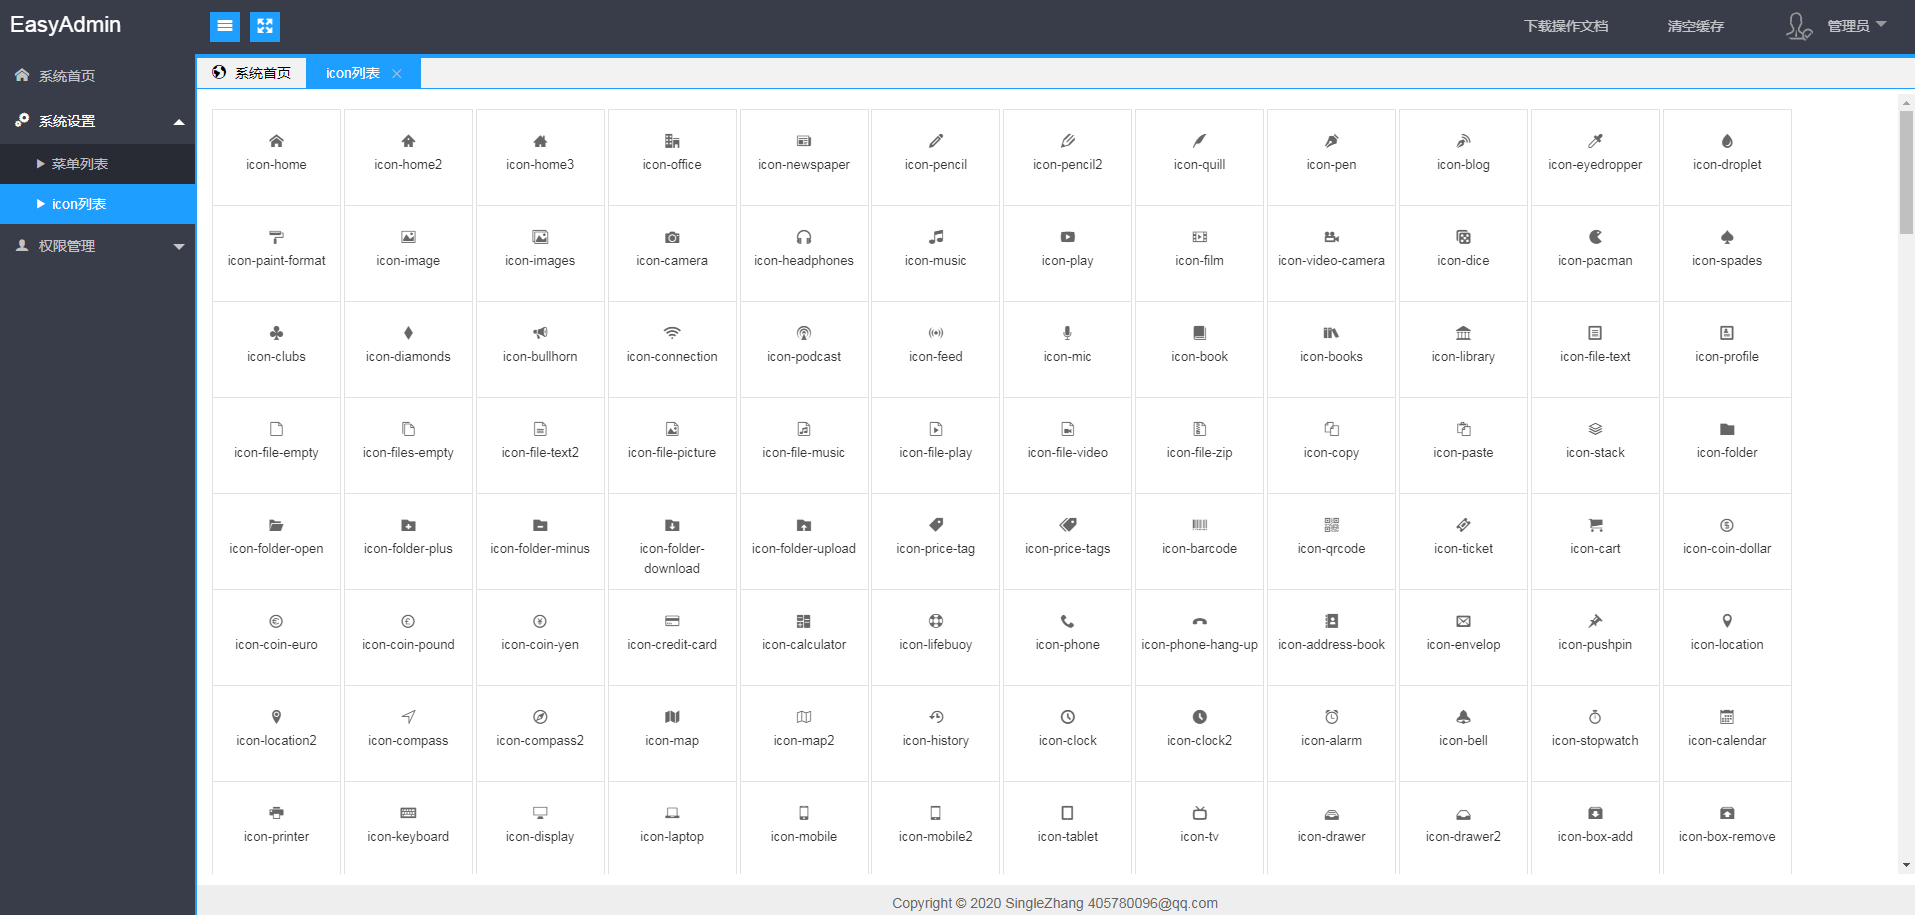 EasyAdmin
下载操作文档
清空缓存
管理员
系统首页
系统设置
菜单列表
icon列表
权限管理
系统首页
icon列表
icon-home
icon-home2
icon-home3
icon-office
icon-newspaper
icon-pencil
icon-pencil2
icon-quill
icon-pen
icon-blog
icon-eyedropper
icon-droplet
icon-paint-format
icon-image
icon-images
icon-camera
icon-headphones
icon-music
icon-play
icon-film
icon-video-camera
icon-dice
icon-pacman
icon-spades
icon-clubs
icon-diamonds
icon-bullhorn
icon-connection
icon-podcast
icon-feed
icon-mic
icon-book
icon-books
icon-library
icon-file-text
icon-profile
icon-file-empty
icon-files-empty
icon-file-text2
icon-file-picture
icon-file-music
icon-file-play
icon-file-video
icon-file-zip
icon-copy
icon-paste
icon-stack
icon-folder
icon-folder-open
icon-folder-plus
icon-folder-minus
icon-folder-
download
icon-folder-upload
icon-price-tag
icon-price-tags
icon-barcode
icon-qrcode
icon-ticket
icon-cart
icon-coin-dollar
icon-coin-euro
icon-coin-pound
icon-coin-yen
icon-credit-card
icon-calculator
icon-lifebuoy
icon-phone
icon-phone-hang-up
icon-address-book
icon-envelop
icon-pushpin
icon-location
icon-location2
icon-compass
icon-compass2
icon-map
icon-map2
icon-history
icon-clock
icon-clock2
icon-alarm
icon-bell
icon-stopwatch
icon-calendar
icon-printer
icon-keyboard
icon-display
icon-laptop
icon-mobile
icon-mobile2
icon-tablet
icon-tv
icon-drawer
icon-drawer2
icon-box-add
icon-box-remove
Copyright © 2020 SingleZhang 405780096@qq.com